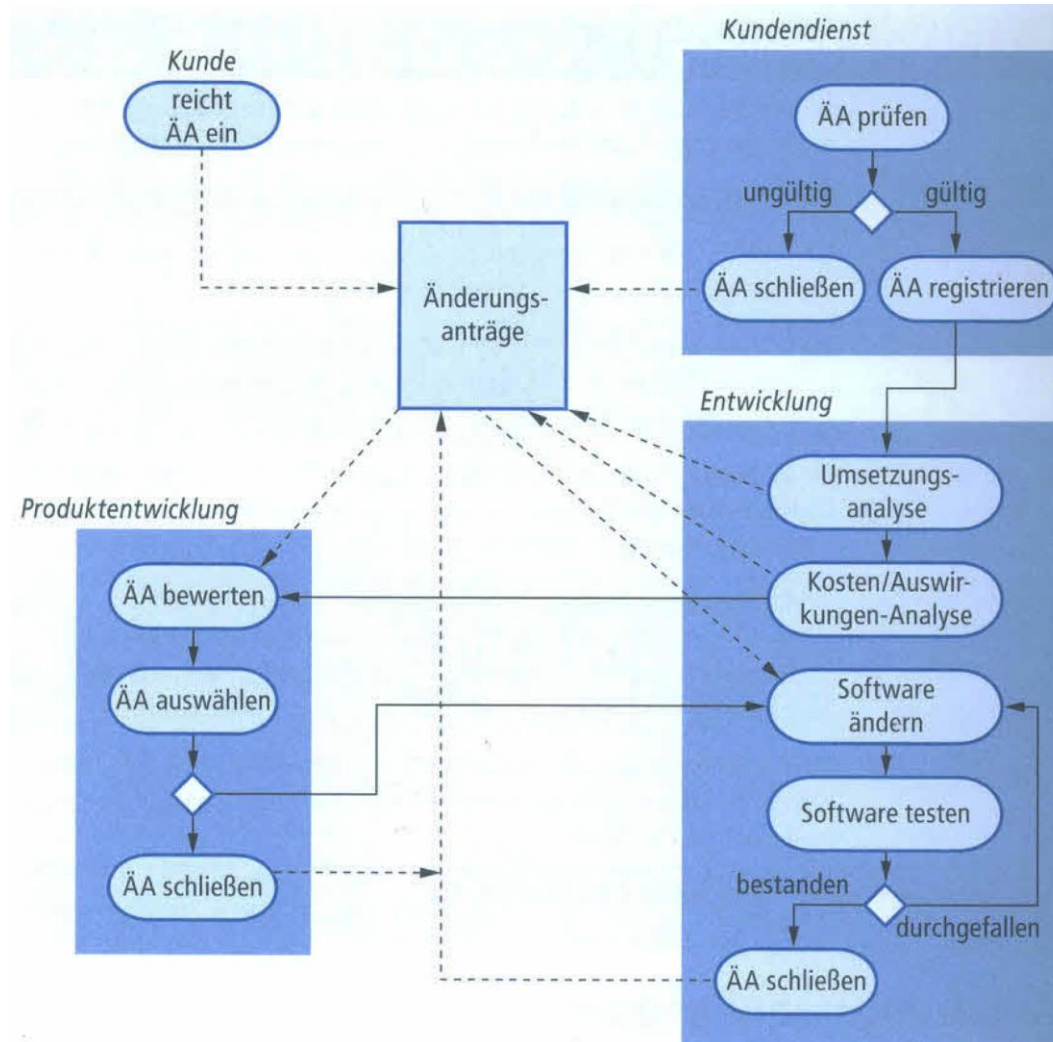 Kundendienst
Kunde
reicht
ÄA ein
ÄA prüfen
ungültig
gültig
ÄA schließen
ÄA registrieren
Änderungs-
anträge
Entwicklung
Umsetzungs-
analyse
Kosten/Auswir-
kungen-Analyse
Software
ändern
Software testen
bestanden
durchgefallen
ÄA schließen
Produktentwicklung
ÄA bewerten
ÄA auswählen
ÄA schließen